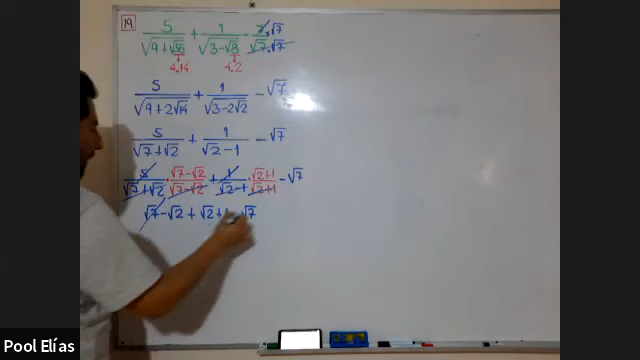 19
5/√(9+√56) + 1/√(3-√8) - 7·√7/√7·√7
4.14 4.2
5/√(9+2√14) + 1/√(3-2√2) - √7
5/(√7+√2) + 1/(√2-1) - √7
5/(√7+√2) · (√7-√2)/(√7-√2) + 1/(√2-1) · (√2+1)/(√2+1) - √7
√7-√2+√2+1-√7
Pool Elías